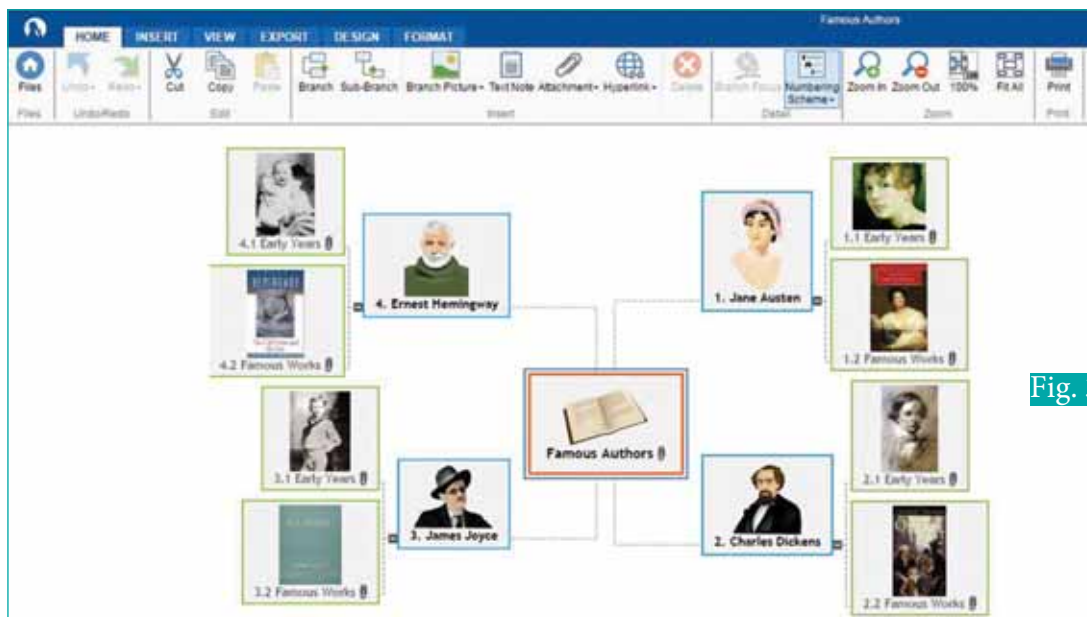 Famous Authors
HOME INSERT VIEW EXPORT DESIGN FORMAT
Files Undo Redo Cut Copy Paste Branch Sub-Branch Branch Picture Text Note Attachment Hyperlink Delete Branch Focus Numbering Scheme Zoom In Zoom Out 100% Fit All Print
Files Undo/Redo Edit Insert Detail Zoom Print
4.1 Early Years
4. Ernest Hemingway
4.2 Famous Works
HEMINGWAY
1.1 Early Years
1. Jane Austen
1.2 Famous Works
Famous Authors
Fig.
3.1 Early Years
3. James Joyce
3.2 Famous Works
2.1 Early Years
2. Charles Dickens
2.2 Famous Works